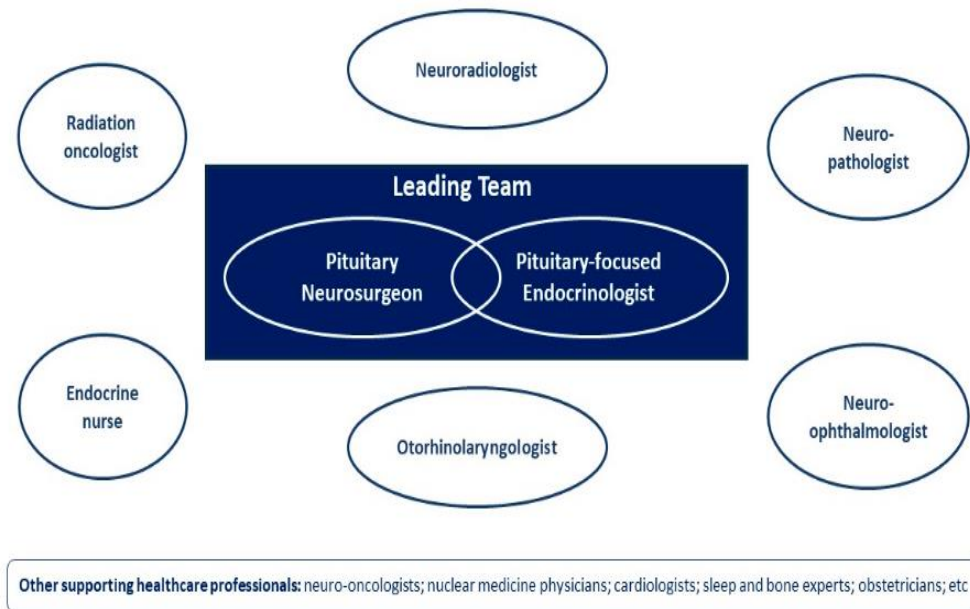 Neuroradiologist
Radiation
oncologist
Neuro-
pathologist
Leading Team
Pituitary
Neurosurgeon
Pituitary-focused
Endocrinologist
Endocrine
nurse
Otorhinolaryngologist
Neuro-
ophthalmologist
Other supporting healthcare professionals: neuro-oncologists; nuclear medicine physicians; cardiologists; sleep and bone experts; obstetricians; etc